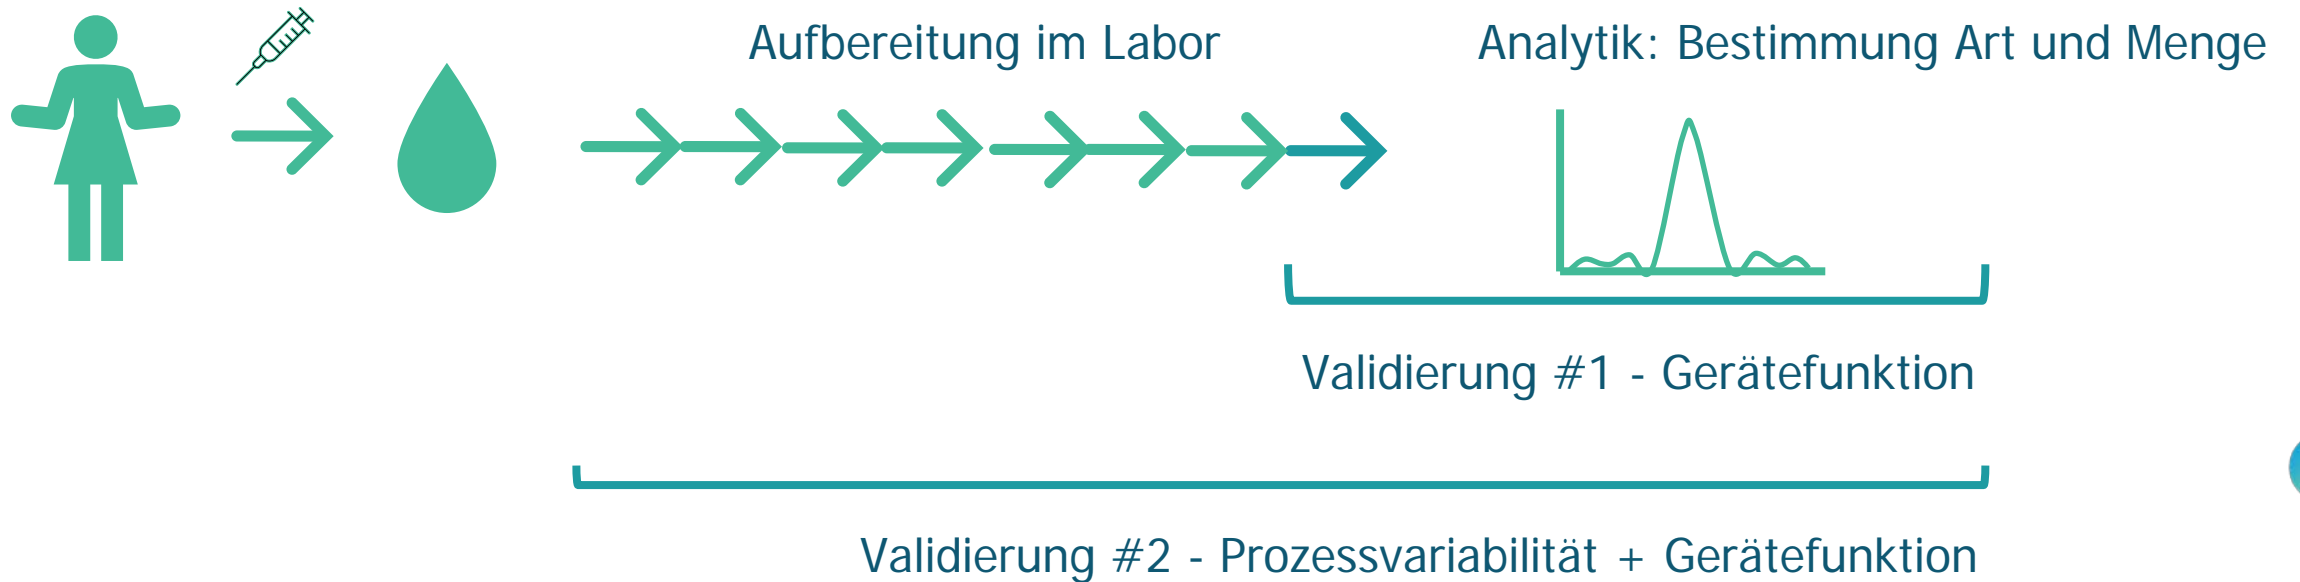 Aufbereitung im Labor
Analytik: Bestimmung Art und Menge
Validierung #1 - Gerätefunktion
Validierung #2 - Prozessvariabilität + Gerätefunktion